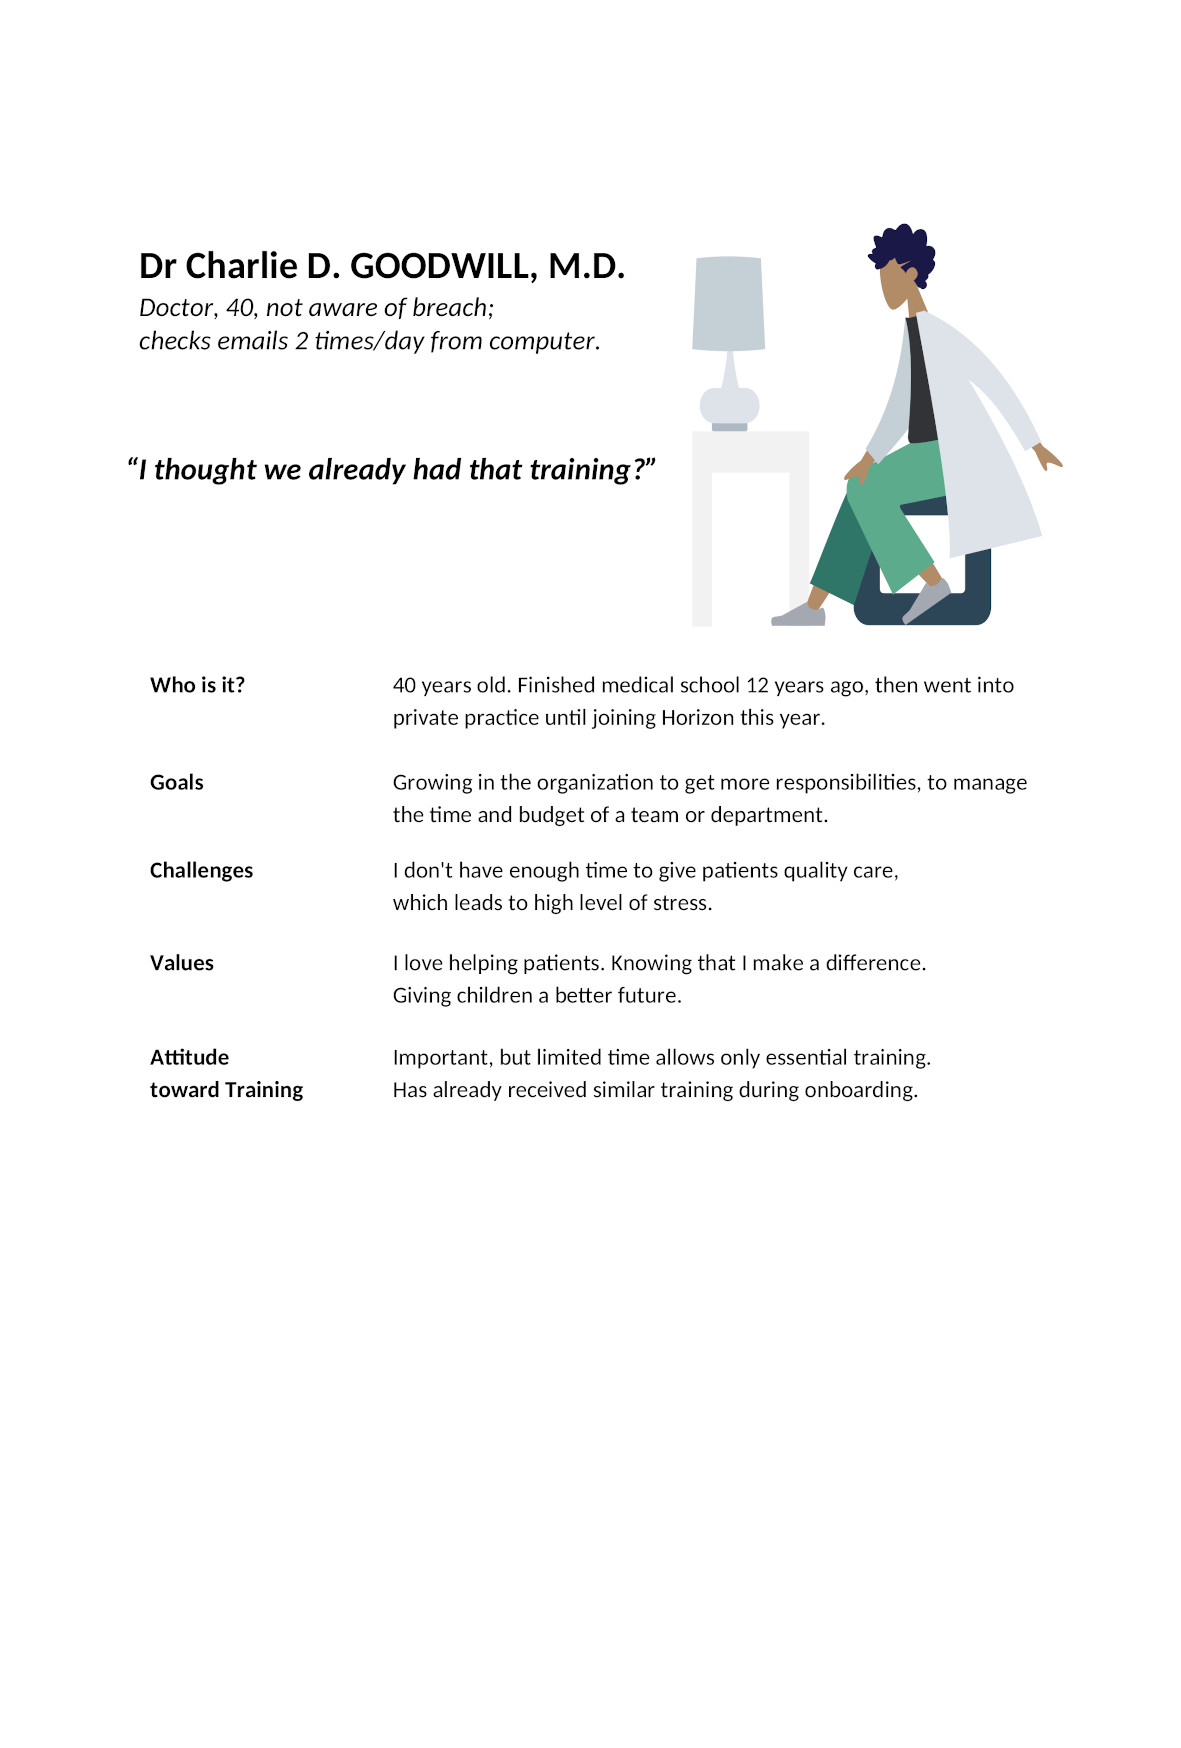 Dr Charlie D. GOODWILL, M.D.
Doctor, 40, not aware of breach;
checks emails 2 times/day from computer.
“I thought we already had that training?”
Who is it?
40 years old. Finished medical school 12 years ago, then went into
private practice until joining Horizon this year.
Goals
Growing in the organization to get more responsibilities, to manage
the time and budget of a team or department.
Challenges
I don't have enough time to give patients quality care,
which leads to high level of stress.
Values
I love helping patients. Knowing that I make a difference.
Giving children a better future.
Attitude
toward Training
Important, but limited time allows only essential training.
Has already received similar training during onboarding.